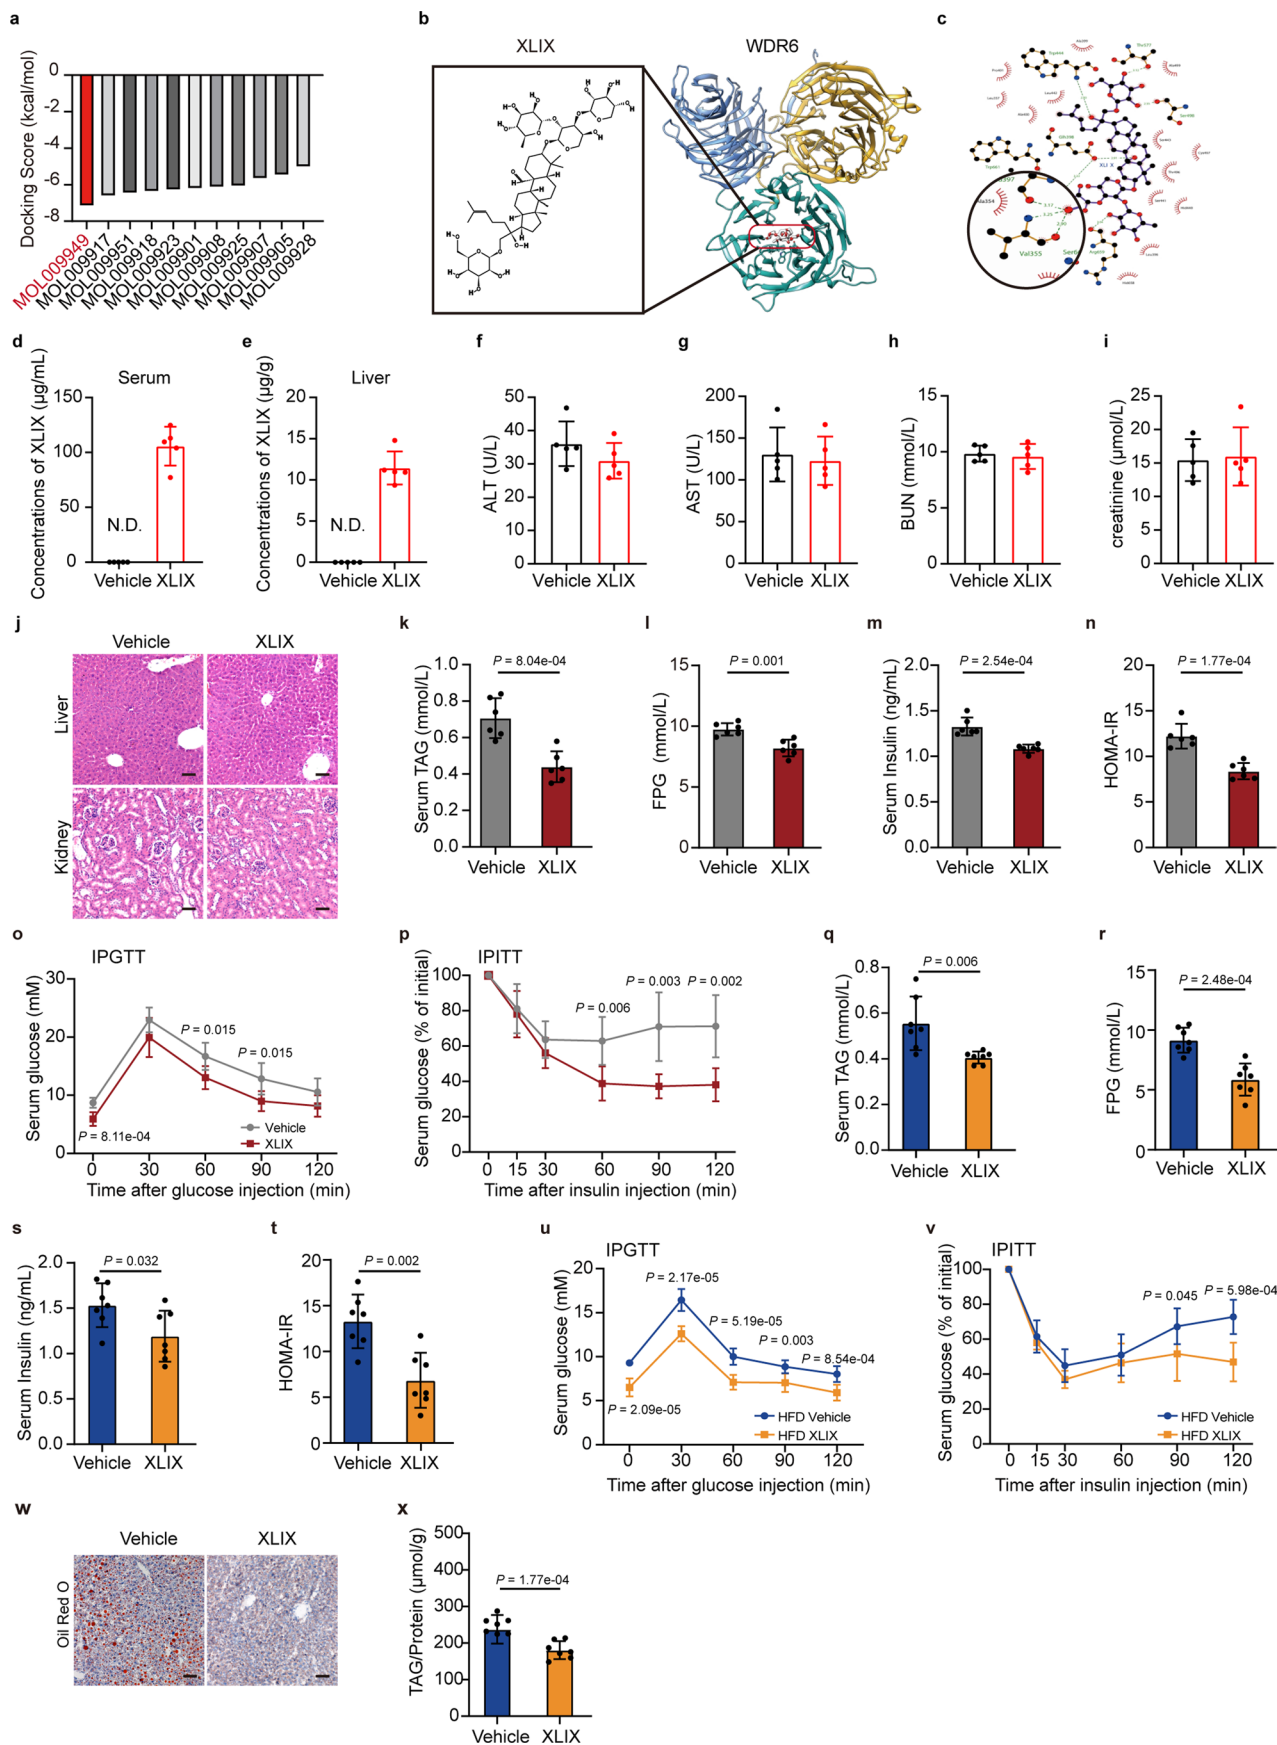 a
Docking Score (kcal/mol)
0
-2
-4
-6
-8
MOL009949
MOL009917
MOL009951
MOL009918
MOL009923
MOL009901
MOL009908
MOL009925
MOL009907
MOL009905
MOL009928
b
XLIX
WDR6
c
XLI X
Ala354
Val355
d
Serum
Concentrations of XLIX (μg/mL)
150
100
50
0
N.D.
Vehicle XLIX
e
Liver
Concentrations of XLIX (μg/g)
20
15
10
5
0
N.D.
Vehicle XLIX
f
ALT (U/L)
50
40
30
20
10
0
Vehicle XLIX
g
AST (U/L)
200
150
100
50
0
Vehicle XLIX
h
BUN (mmol/L)
15
10
5
0
Vehicle XLIX
i
creatinine (μmol/L)
25
20
15
10
5
0
Vehicle XLIX
j
Vehicle XLIX
Liver
Kidney
k
Serum TAG (mmol/L)
1.0
0.8
0.6
0.4
0.2
0.0
P = 8.04e-04
Vehicle XLIX
l
FPG (mmol/L)
15
10
5
0
P = 0.001
Vehicle XLIX
m
Serum Insulin (ng/mL)
2.0
1.5
1.0
0.5
0.0
P = 2.54e-04
Vehicle XLIX
n
HOMA-IR
20
15
10
5
0
P = 1.77e-04
Vehicle XLIX
o
IPGTT
Serum glucose (mM)
30
20
10
0
P = 0.015
P = 0.015
P = 8.11e-04
Vehicle
XLIX
0 30 60 90 120
Time after glucose injection (min)
p
IPITT
Serum glucose (% of initial)
100
80
60
40
20
0
P = 0.006
P = 0.003
P = 0.002
0 15 30 60 90 120
Time after insulin injection (min)
q
Serum TAG (mmol/L)
0.8
0.6
0.4
0.2
0.0
P = 0.006
Vehicle XLIX
r
FPG (mmol/L)
15
10
5
0
P = 2.48e-04
Vehicle XLIX
s
Serum Insulin (ng/mL)
2.0
1.5
1.0
0.5
0.0
P = 0.032
Vehicle XLIX
t
HOMA-IR
20
15
10
5
0
P = 0.002
Vehicle XLIX
u
IPGTT
Serum glucose (mM)
20
15
10
5
0
P = 2.17e-05
P = 5.19e-05
P = 0.003
P = 8.54e-04
P = 2.09e-05
HFD Vehicle
HFD XLIX
0 30 60 90 120
Time after glucose injection (min)
v
IPITT
Serum glucose (% of initial)
100
80
60
40
20
0
P = 0.045
P = 5.98e-04
HFD Vehicle
HFD XLIX
0 15 30 60 90 120
Time after insulin injection (min)
w
Vehicle XLIX
Oil Red O
x
TAG/Protein (μmol/g)
500
400
300
200
100
0
P = 1.77e-04
Vehicle XLIX